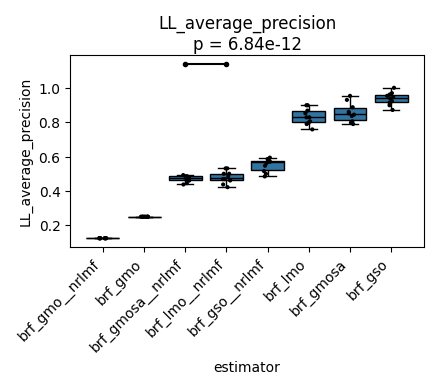 LL_average_precision
p = 6.84e-12
LL_average_precision
1.0
0.8
0.6
0.4
0.2
brf_gmo__nrlmf
brf_gmo
brf_gmosa__nrlmf
brf_lmo__nrlmf
brf_gso__nrlmf
brf_lmo
brf_gmosa
brf_gso
estimator